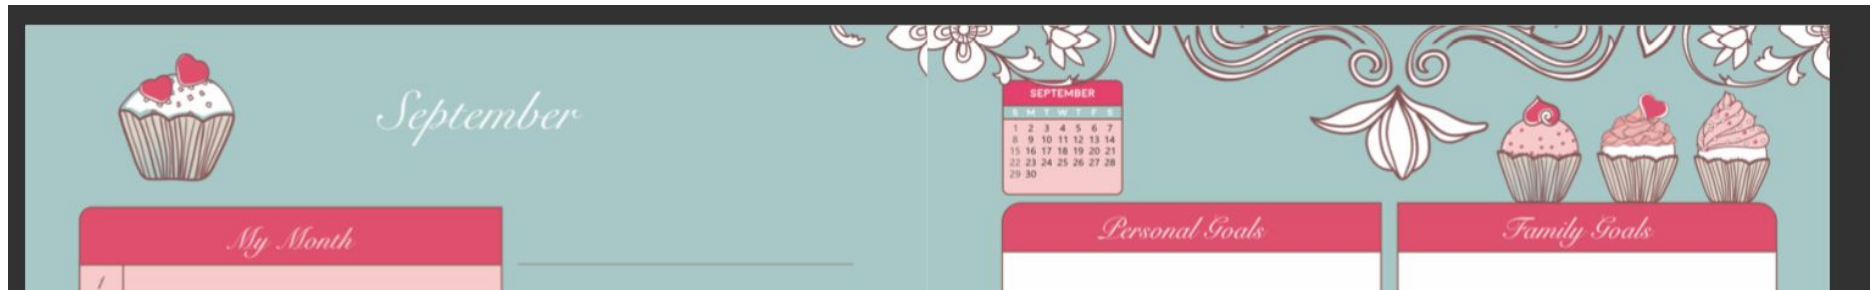 September
My Month
1
SEPTEMBER
S M T W T F S
1 2 3 4 5 6 7
8 9 10 11 12 13 14
15 16 17 18 19 20 21
22 23 24 25 26 27 28
29 30
Personal Goals
Family Goals